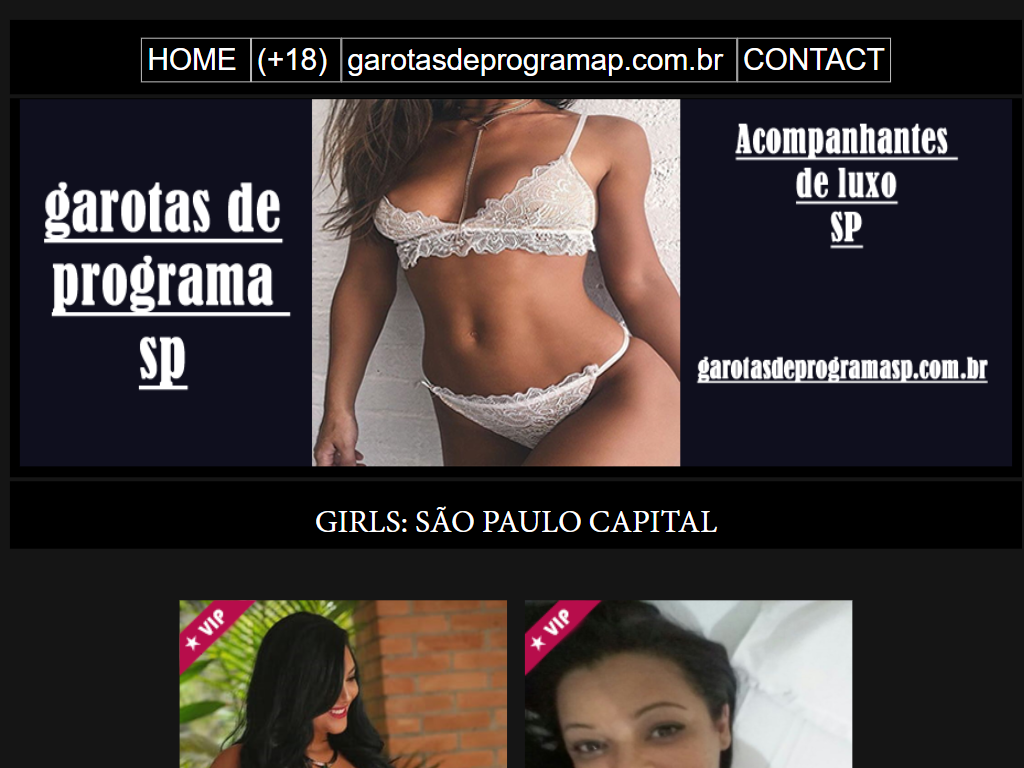 HOME
(+18)
garotasdeprogramap.com.br
CONTACT
garotas de
programa
sp
Acompanhantes
de luxo
SP
garotasdeprogramasp.com.br
GIRLS: SÃO PAULO CAPITAL
★ VIP
★ VIP